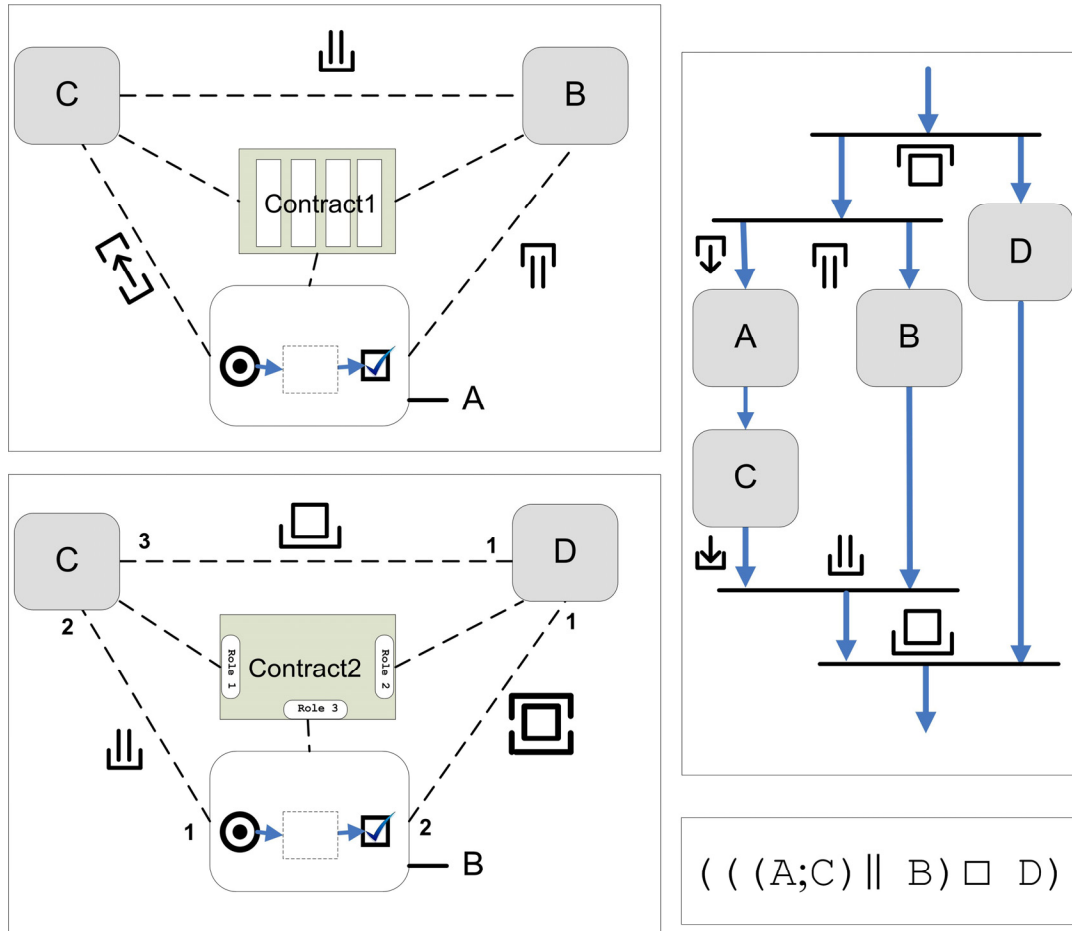 C
B
Contract1
A
C
3
1
D
2
1
Role 1
Contract2
Role 2
Role 3
1
2
B
D
A
B
C
(((A;C)‖ B)□ D)